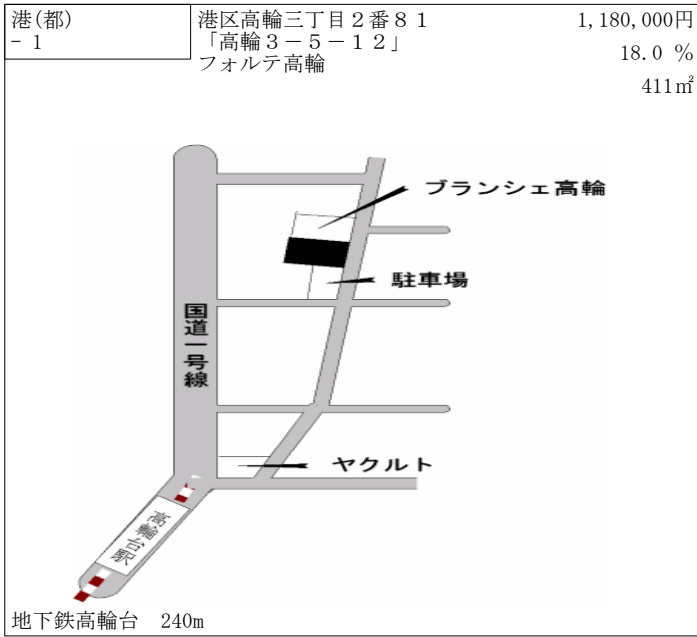 港(都)
- 1
港区高輪三丁目２番８１
「高輪３－５－１２」
フォルテ高輪
1,180,000円
18.0 %
411㎡
ブランシェ高輪
駐車場
国道一号線
ヤクルト
高輪台駅
地下鉄高輪台　240m